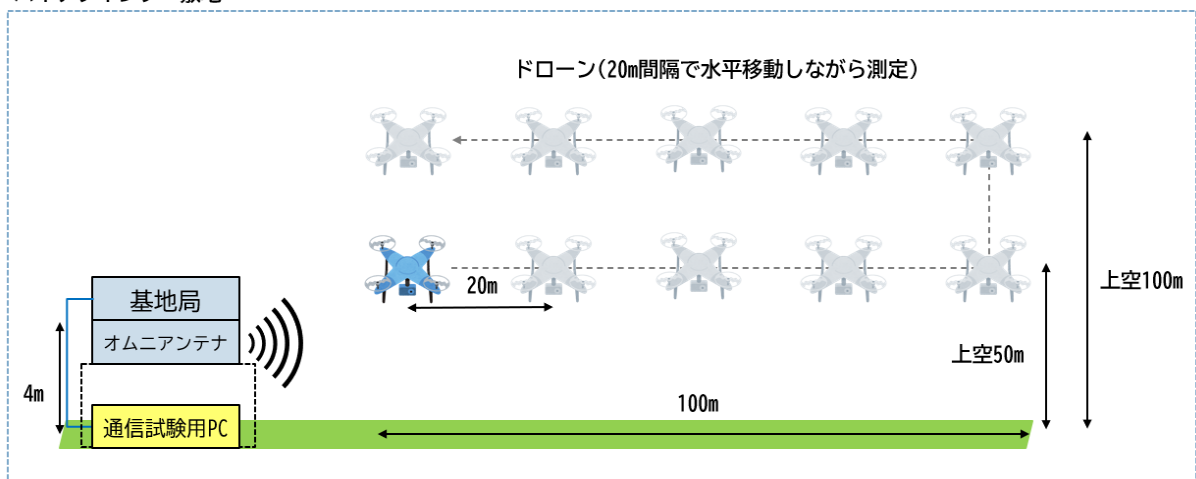 ドローン(20m間隔で水平移動しながら測定)
基地局
オムニアンテナ
4m
通信試験用PC
20m
100m
上空50m
上空100m